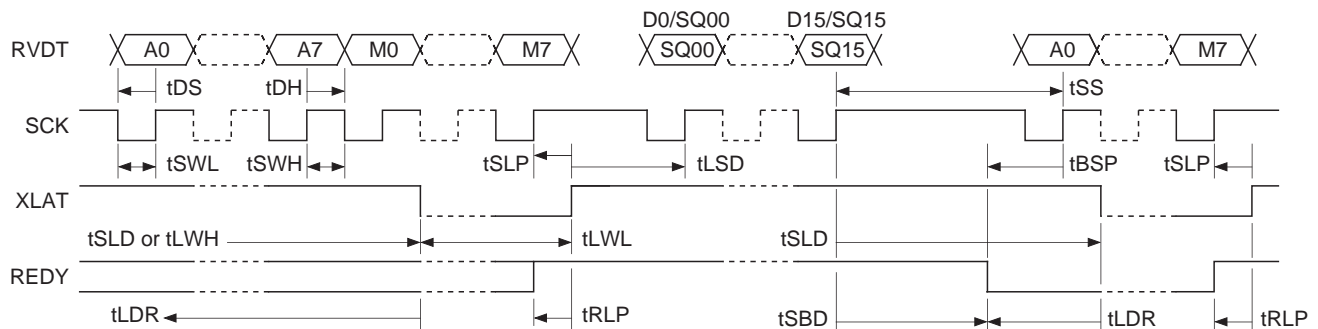 D0/SQ00 D15/SQ15
RVDT A0 A7 M0 M7 SQ00 SQ15 A0 M7
tDS tDH tSS
SCK
tSWL tSWH tSLP tLSD tBSP tSLP
XLAT
tSLD or tLWH tLWL tSLD
REDY
tLDR tRLP tSBD tLDR tRLP